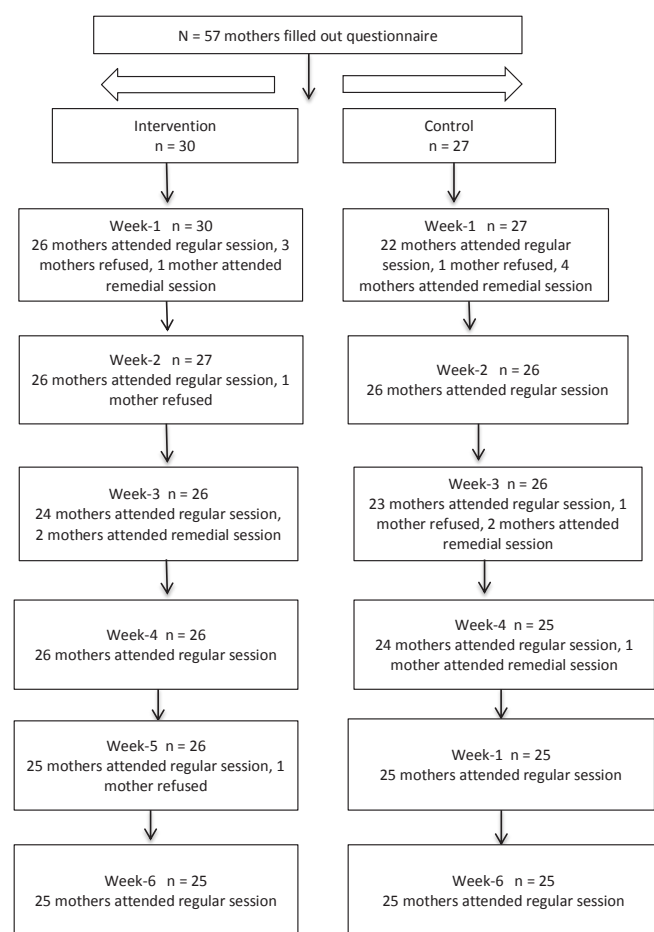 N = 57 mothers filled out questionnaire
Intervention
n = 30
Control
n = 27
Week-1 n = 30
26 mothers attended regular session, 3
mothers refused, 1 mother attended
remedial session
Week-1 n = 27
22 mothers attended regular
session, 1 mother refused, 4
mothers attended remedial session
Week-2 n = 27
26 mothers attended regular session, 1
mother refused
Week-2 n = 26
26 mothers attended regular session
Week-3 n = 26
24 mothers attended regular session,
2 mothers attended remedial session
Week-3 n = 26
23 mothers attended regular session, 1
mother refused, 2 mothers attended
remedial session
Week-4 n = 26
26 mothers attended regular session
Week-4 n = 25
24 mothers attended regular session, 1
mother attended remedial session
Week-5 n = 26
25 mothers attended regular session, 1
mother refused
Week-1 n = 25
25 mothers attended regular session
Week-6 n = 25
25 mothers attended regular session
Week-6 n = 25
25 mothers attended regular session